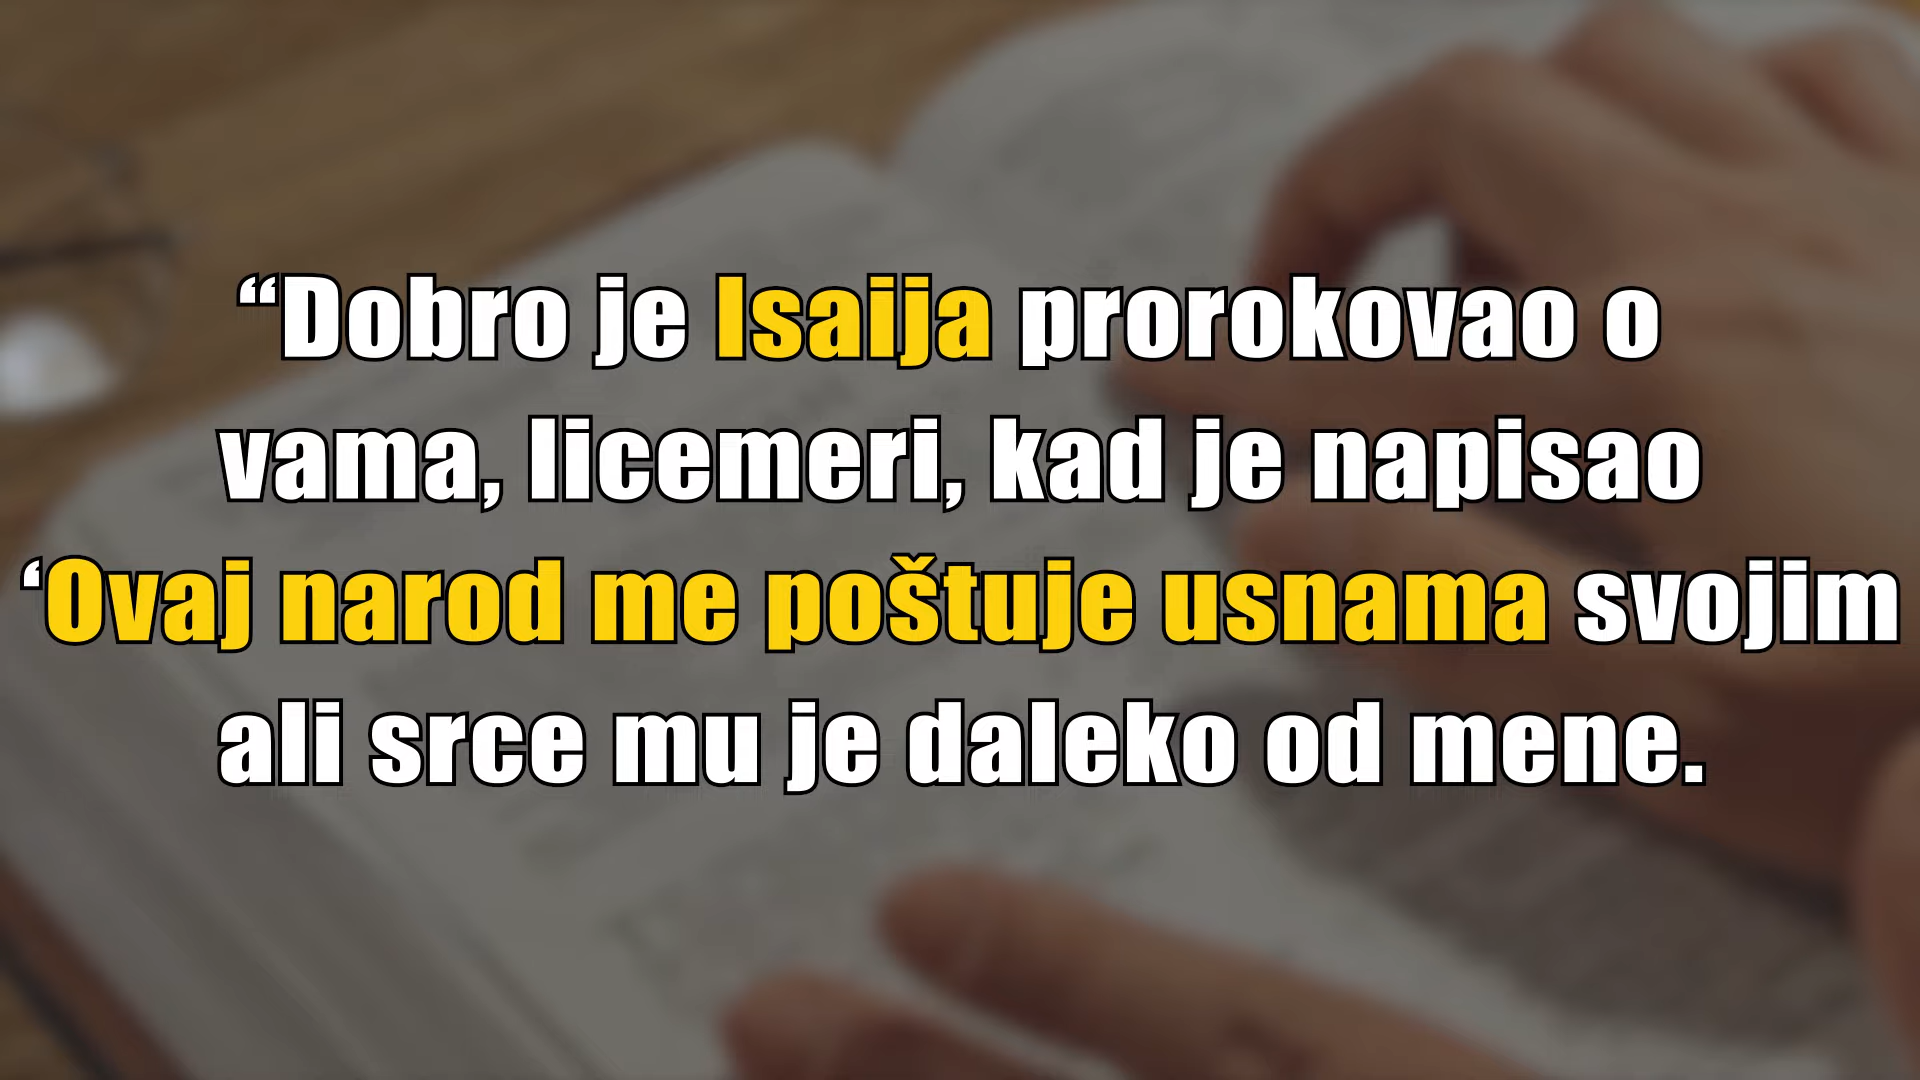 “Dobro je Isaija prorokovao o
vama, licemeri, kad je napisao
‘Ovaj narod me poštuje usnama svojim
ali srce mu je daleko od mene.